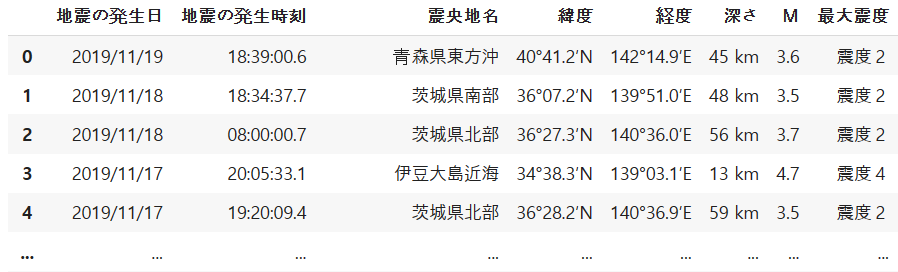 地震の発生日 地震の発生時刻 震央地名 緯度 経度 深さ M 最大震度
0 2019/11/19 18:39:00.6 青森県東方沖 40°41.2′N 142°14.9′E 45 km 3.6 震度２
1 2019/11/18 18:34:37.7 茨城県南部 36°07.2′N 139°51.0′E 48 km 3.5 震度２
2 2019/11/18 08:00:00.7 茨城県北部 36°27.3′N 140°36.0′E 56 km 3.7 震度２
3 2019/11/17 20:05:33.1 伊豆大島近海 34°38.3′N 139°03.1′E 13 km 4.7 震度４
4 2019/11/17 19:20:09.4 茨城県北部 36°28.2′N 140°36.9′E 59 km 3.5 震度２
... ... ... ... ... ... ... ... ...